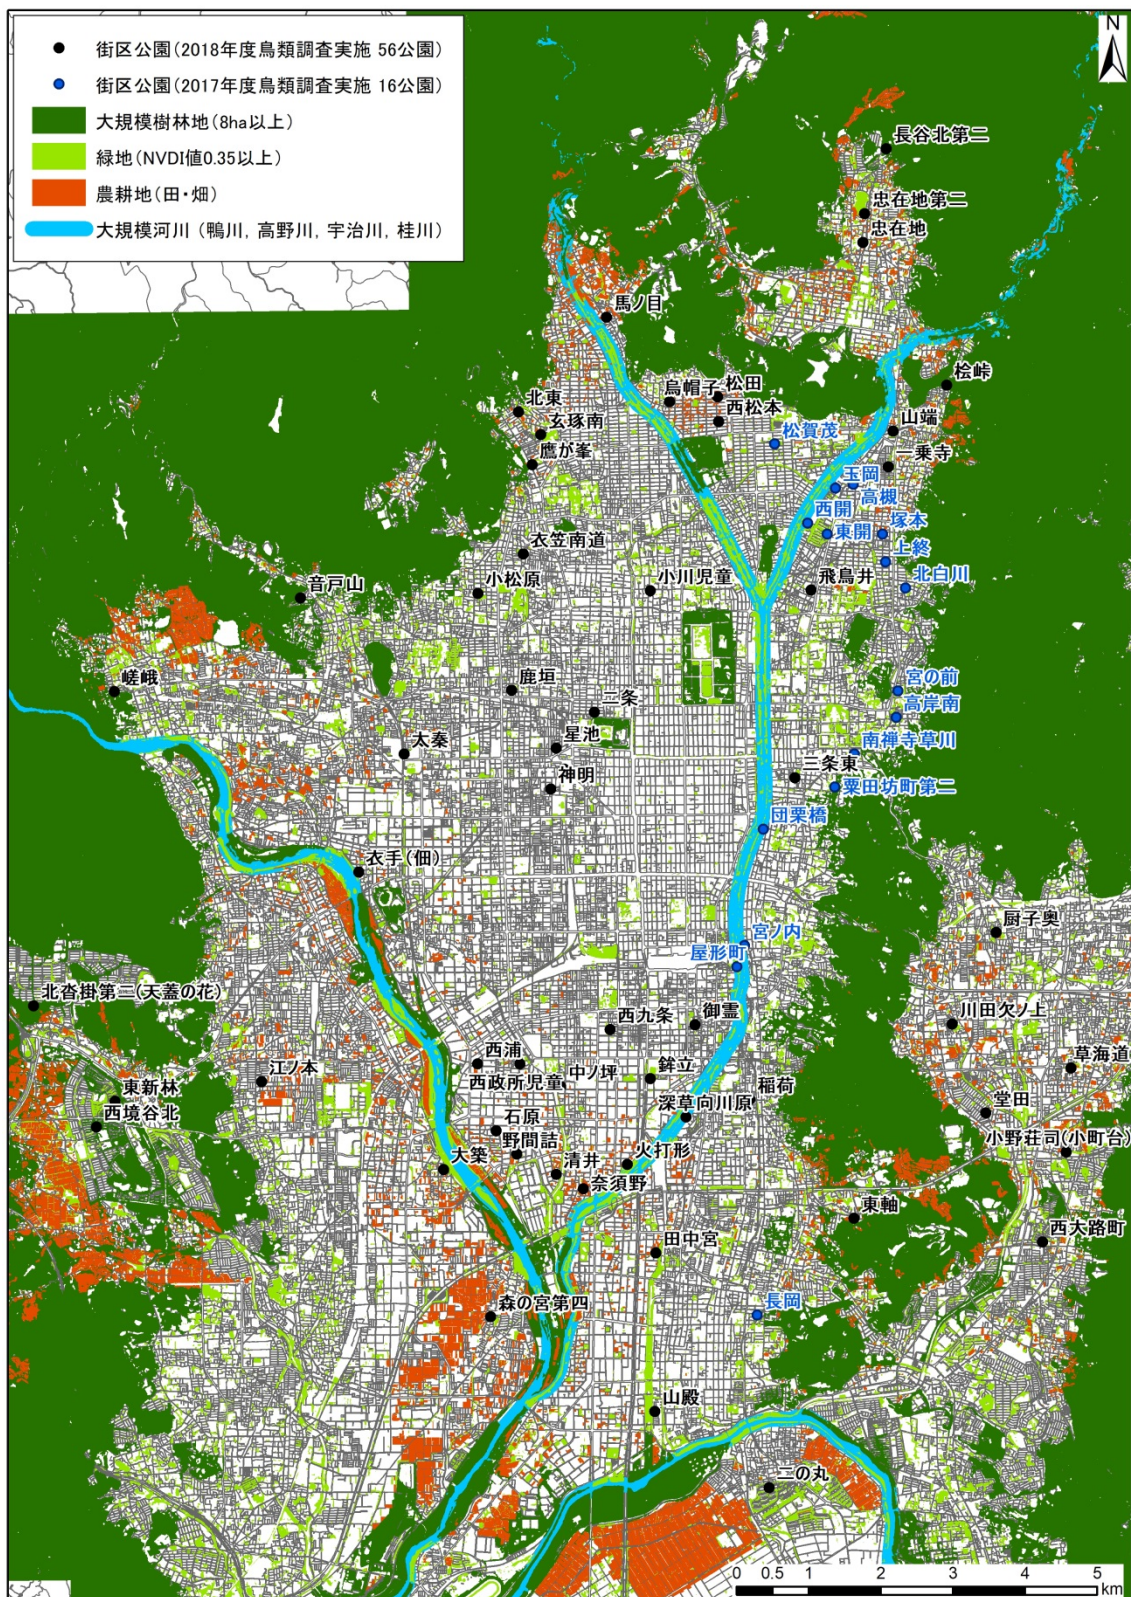 街区公園(2018年度鳥類調査実施 56公園)
街区公園(2017年度鳥類調査実施 16公園)
大規模樹林地(8ha以上)
緑地(NVDI値0.35以上)
農耕地(田・畑)
大規模河川 (鴨川, 高野川, 宇治川, 桂川)
N
長谷北第二
忠在地第二
忠在地
馬ノ目
桧峠
松田
烏帽子
西松本
北東
玄塚南
山端
松賀茂
鷹が峯
一乗寺
玉岡
高槻
西開
塚本
東開
上終
衣笠南道
北白川
音戸山
小松原
小川児童
飛鳥井
嵯峨
鹿垣
宮の前
高岸南
二条
太秦
星池
南禅寺草川
三条東
神明
粟田坊町第二
団栗橋
衣手(佃)
厨子奥
宮ノ内
屋形町
北沓掛第二(天蓋の花)
西九条
御霊
川田欠ノ上
西浦
草海道
江ノ本
西政所児童
中ノ坪
鉾立
東新林
稲荷
西境谷北
石原
深草向川原
堂田
野間詰
小野荘司(小町台)
大築
清井
火打形
奈須野
東軸
西大路町
田中宮
森の宮第四
長岡
山殿
二の丸
0 0.5 1 2 3 4 5
km